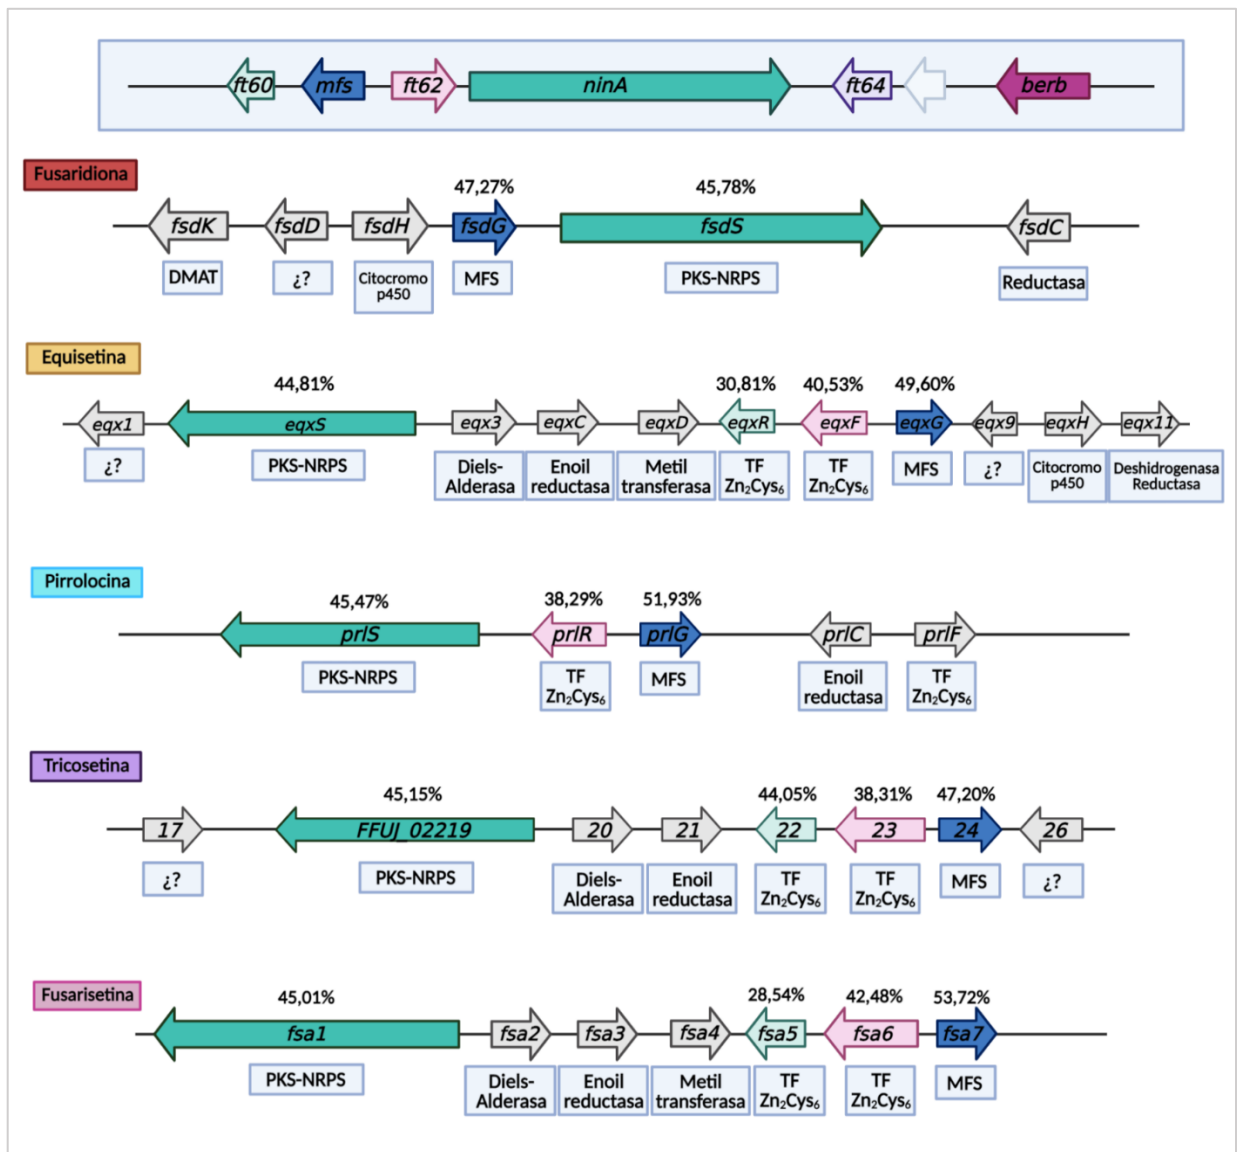 ft60 mfs ft62 ninA ft64 berb
Fusaridiona
47,27% 45,78%
fsdK fsdD fsdH fsdG fsdS fsdC
DMAT ¿? Citocromo p450 MFS PKS-NRPS Reductasa
Equisetina
44,81% 30,81% 40,53% 49,60%
eqx1 eqxS eqx3 eqxC eqxD eqxR eqxF eqxG eqx9 eqxH eqx11
¿? PKS-NRPS Diels-Alderasa Enoil reductasa Metil transferasa TF Zn₂Cys₆ TF Zn₂Cys₆ MFS ¿? Citocromo p450 Deshidrogenasa Reductasa
Pirrolocina
45,47% 38,29% 51,93%
prlS prlR prlG prlC prlF
PKS-NRPS TF Zn₂Cys₆ MFS Enoil reductasa TF Zn₂Cys₆
Tricosetina
45,15% 44,05% 38,31% 47,20%
17 FFUJ_02219 20 21 22 23 24 26
¿? PKS-NRPS Diels-Alderasa Enoil reductasa TF Zn₂Cys₆ TF Zn₂Cys₆ MFS ¿?
Fusarisetina
45,01% 28,54% 42,48% 53,72%
fsa1 fsa2 fsa3 fsa4 fsa5 fsa6 fsa7
PKS-NRPS Diels-Alderasa Enoil reductasa Metil transferasa TF Zn₂Cys₆ TF Zn₂Cys₆ MFS